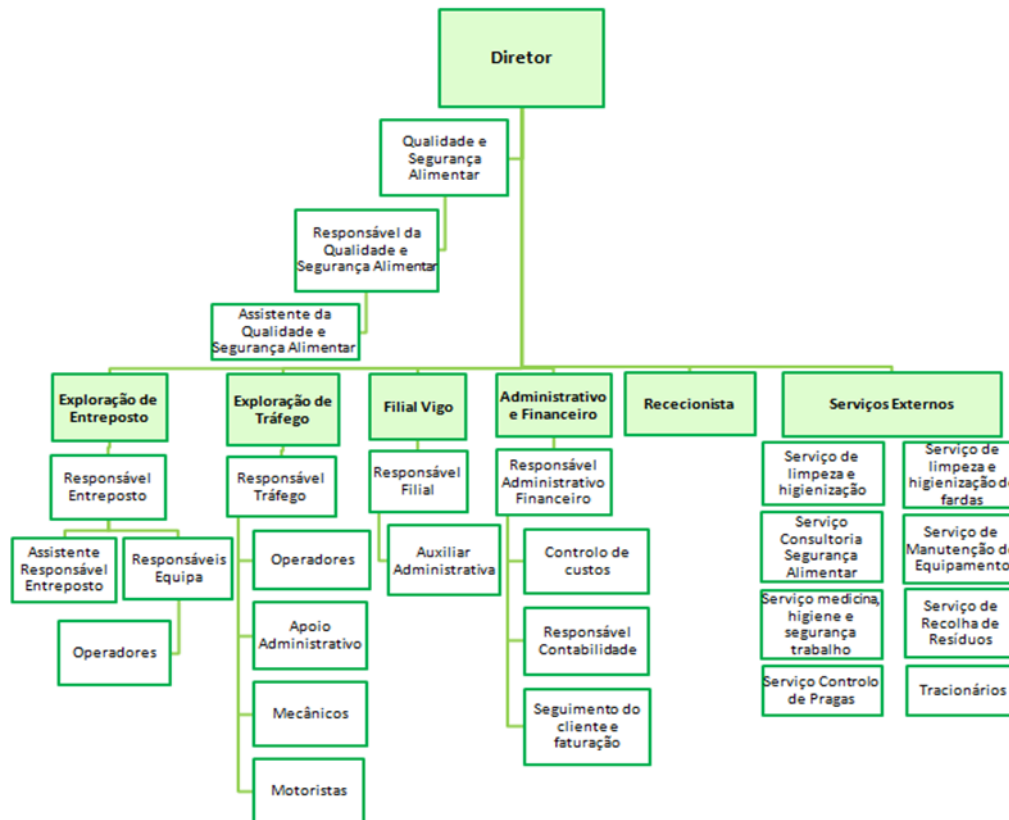 Diretor
Qualidade e
Segurança
Alimentar
Responsável da
Qualidade e
Segurança Alimentar
Assistente da
Qualidade e
Segurança Alimentar
Exploração de
Entreposto
Exploração de
Tráfego
Filial Vigo
Administrativo
e Financeiro
Rececionista
Serviços Externos
Responsável
Entreposto
Assistente
Responsável
Entreposto
Responsáveis
Equipa
Operadores
Responsável
Tráfego
Operadores
Apoio
Administrativo
Mecânicos
Motoristas
Responsável
Filial
Auxiliar
Administrativa
Responsável
Administrativo
Financeiro
Controlo de
custos
Responsável
Contabilidade
Seguimento do
cliente e
faturação
Serviço de
limpeza e
higienização
Serviço de
limpeza e
higienização de
fardas
Serviço
Consultoria
Segurança
Alimentar
Serviço de
Manutenção de
Equipamento
Serviço medicina,
higiene e
segurança
trabalho
Serviço de
Recolha de
Resíduos
Serviço Controlo
de Pragas
Tracionários